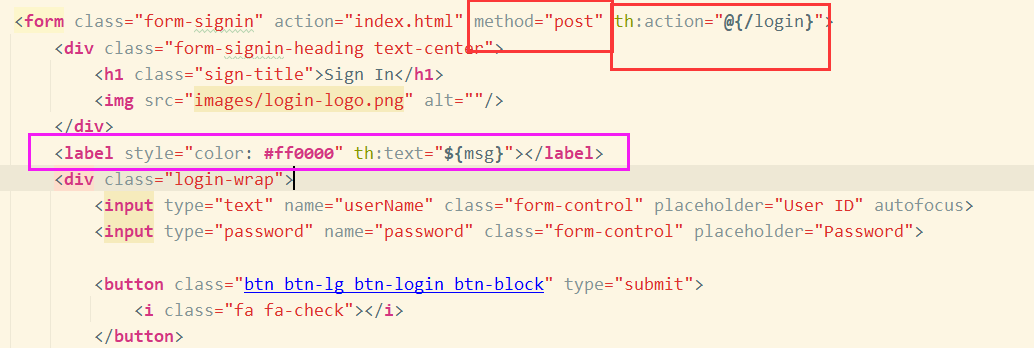 <form class="form-signin" action="index.html" method="post" th:action="@{/login}">
<div class="form-signin-heading text-center">
<h1 class="sign-title">Sign In</h1>
<img src="images/login-logo.png" alt=""/>
</div>
<label style="color: #ff0000" th:text="${msg}"></label>
<div class="login-wrap">
<input type="text" name="userName" class="form-control" placeholder="User ID" autofocus>
<input type="password" name="password" class="form-control" placeholder="Password">
<button class="btn btn-lg btn-login btn-block" type="submit">
<i class="fa fa-check"></i>
</button>